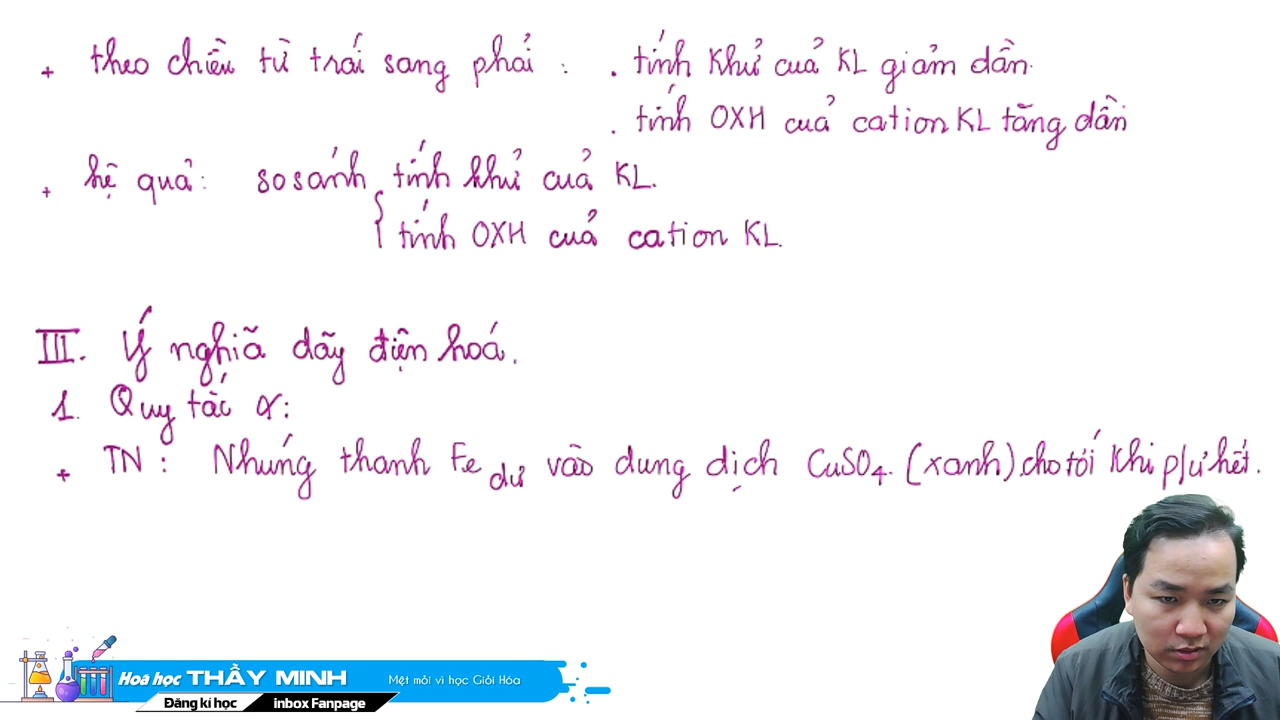 + theo chiều từ trái sang phải : . tính khử của KL giảm dần.
. tính OXH của cation KL tăng dần
+ hệ quả: so sánh { tính khử của KL.
tính OXH của cation KL.
III. Ý nghĩa dãy điện hoá.
1. Quy tắc α:
+ TN : Nhúng thanh Fe dư vào dung dịch CuSO4. (xanh) cho tới khi p/ư hết.
Hoá học THẦY MINH
Mệt mỏi vì học Giỏi Hóa
Đăng kí học
inbox Fanpage